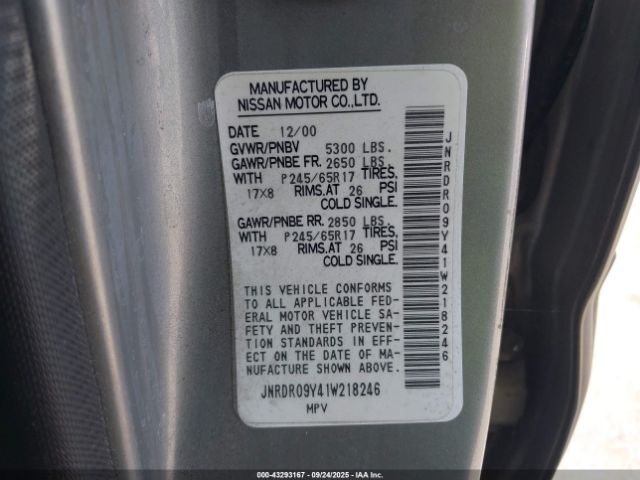 MANUFACTURED BY
NISSAN MOTOR CO.,LTD.
DATE 12/00
GVWR/PNBV 5300 LBS.
GAWR/PNBE FR. 2650 LBS.
WITH P245/65R17 TIRES.
17X8 RIMS.AT 26 PSI
COLD SINGLE.
GAWR/PNBE RR. 2850 LBS.
WITH P245/65R17 TIRES.
17X8 RIMS.AT 26 PSI
COLD SINGLE.
THIS VEHICLE CONFORMS
TO ALL APPLICABLE FED-
ERAL MOTOR VEHICLE SA-
FETY AND THEFT PREVEN-
TION STANDARDS IN EFF-
ECT ON THE DATE OF MA-
NUFACTURE SHOWN ABOVE.
JNRDR09Y41W218246
MPV
JNRDR09Y41W218246
000-43293167 - 09/24/2025 - IAAI.COM